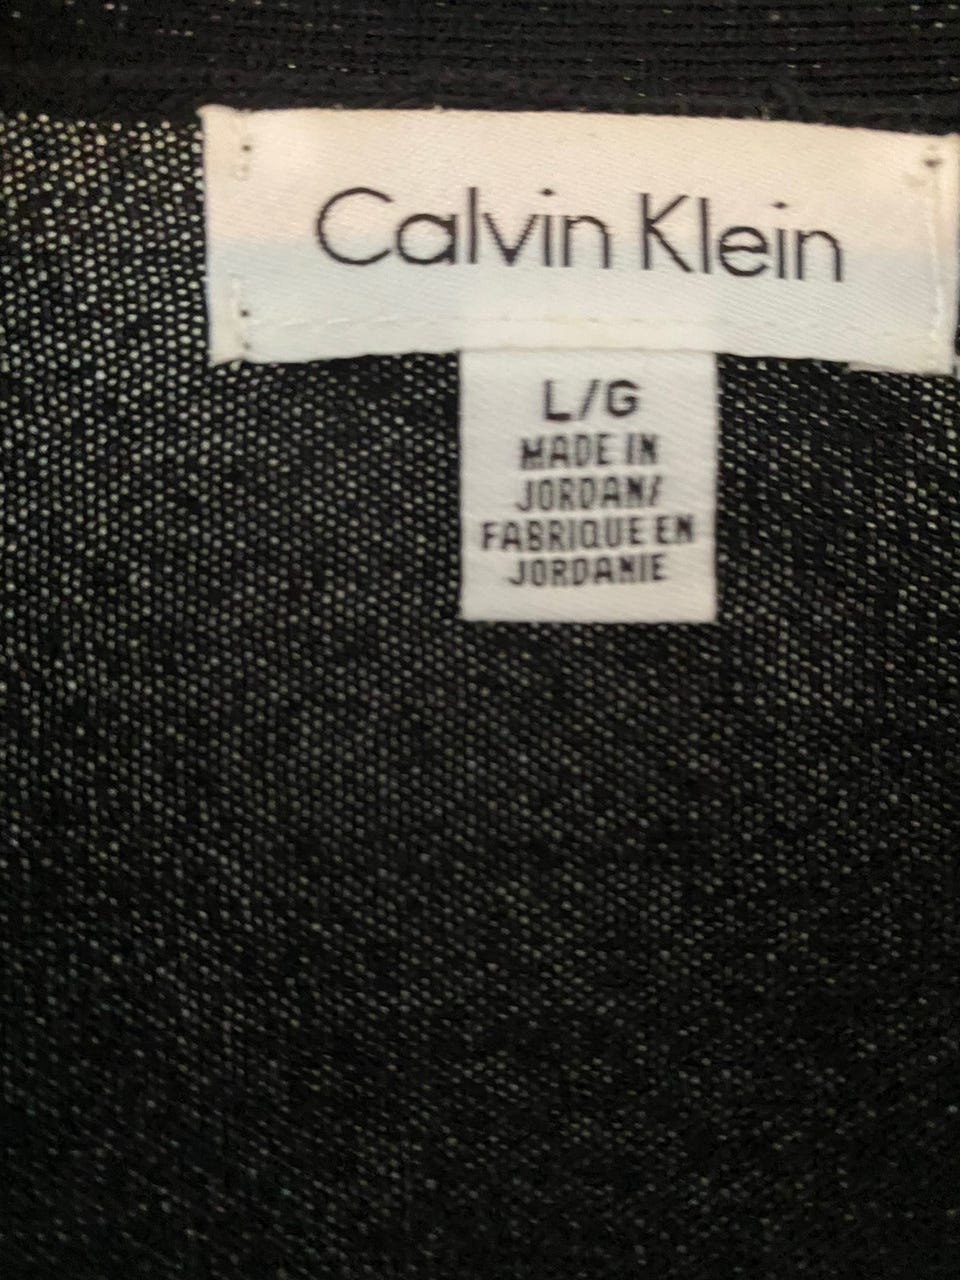 Calvin Klein
L/G
MADE IN
JORDAN/
FABRIQUE EN
JORDANIE